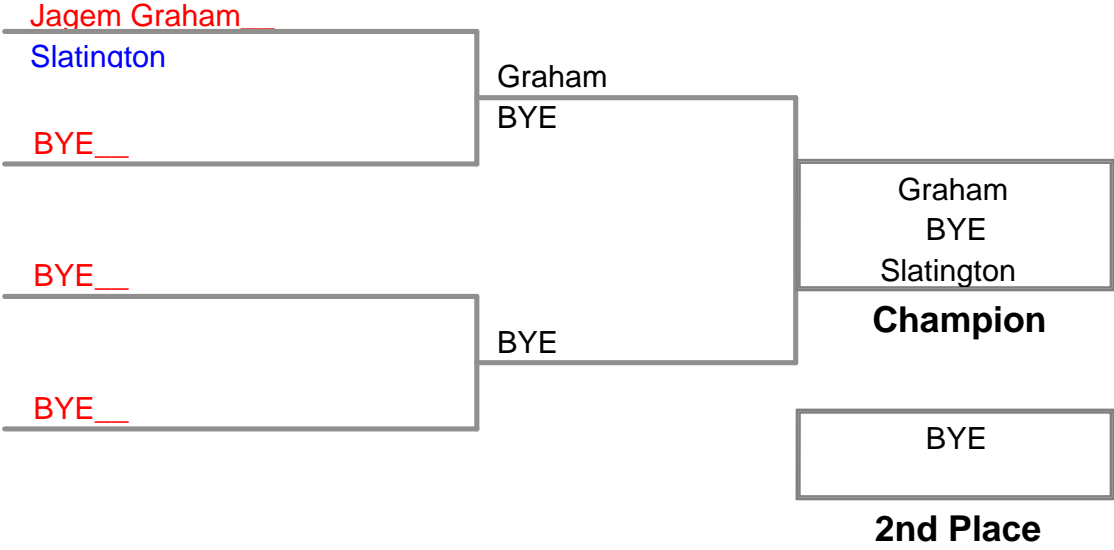 Jagem Graham__
Slatington
BYE__
BYE__
BYE__
Graham
BYE
BYE
Graham
BYE
Slatington
Champion
BYE
2nd Place